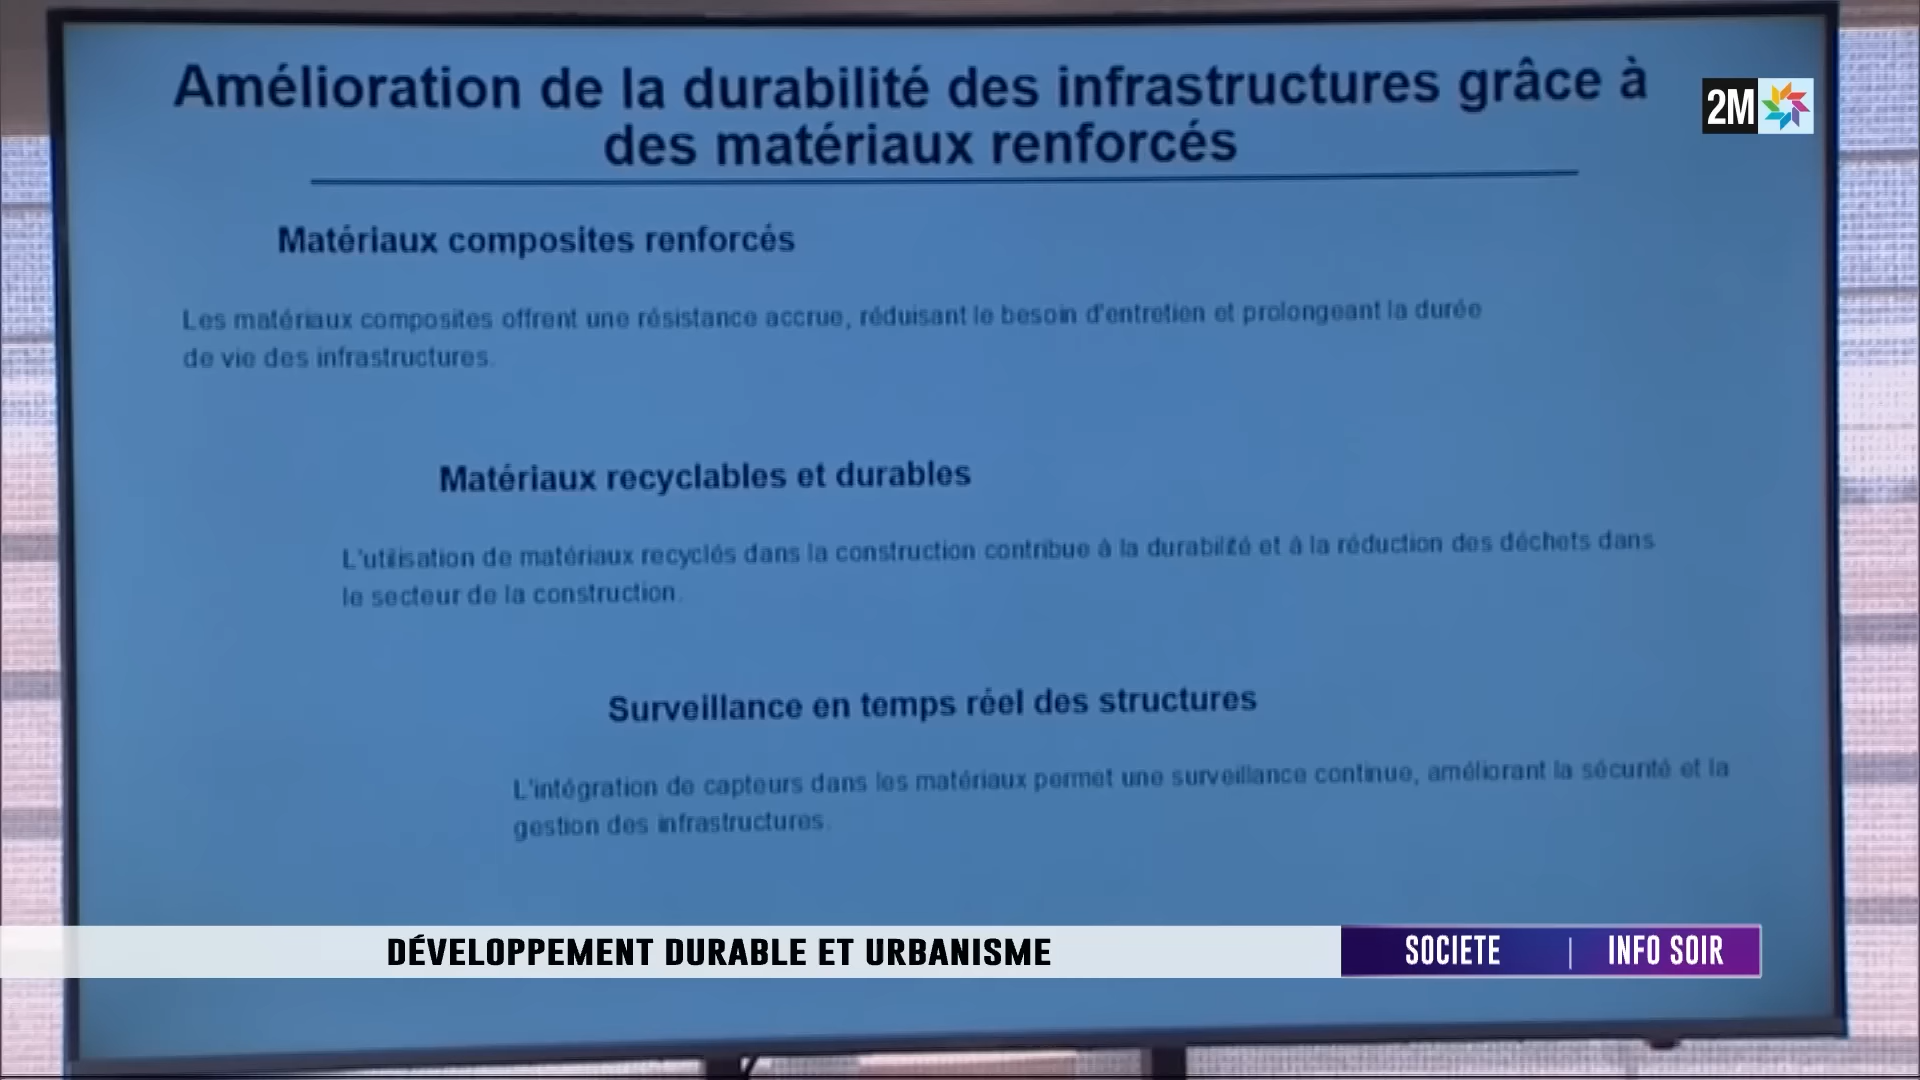 Amélioration de la durabilité des infrastructures grâce à
des matériaux renforcés
2M
Matériaux composites renforcés
Les matériaux composites offrent une résistance accrue, réduisant le besoin d'entretien et prolongeant la durée
de vie des infrastructures.
Matériaux recyclables et durables
L'utilisation de matériaux recyclés dans la construction contribue à la durabilité et à la réduction des déchets dans
le secteur de la construction.
Surveillance en temps réel des structures
L'intégration de capteurs dans les matériaux permet une surveillance continue, améliorant la sécurité et la
gestion des infrastructures.
DÉVELOPPEMENT DURABLE ET URBANISME
SOCIETE | INFO SOIR